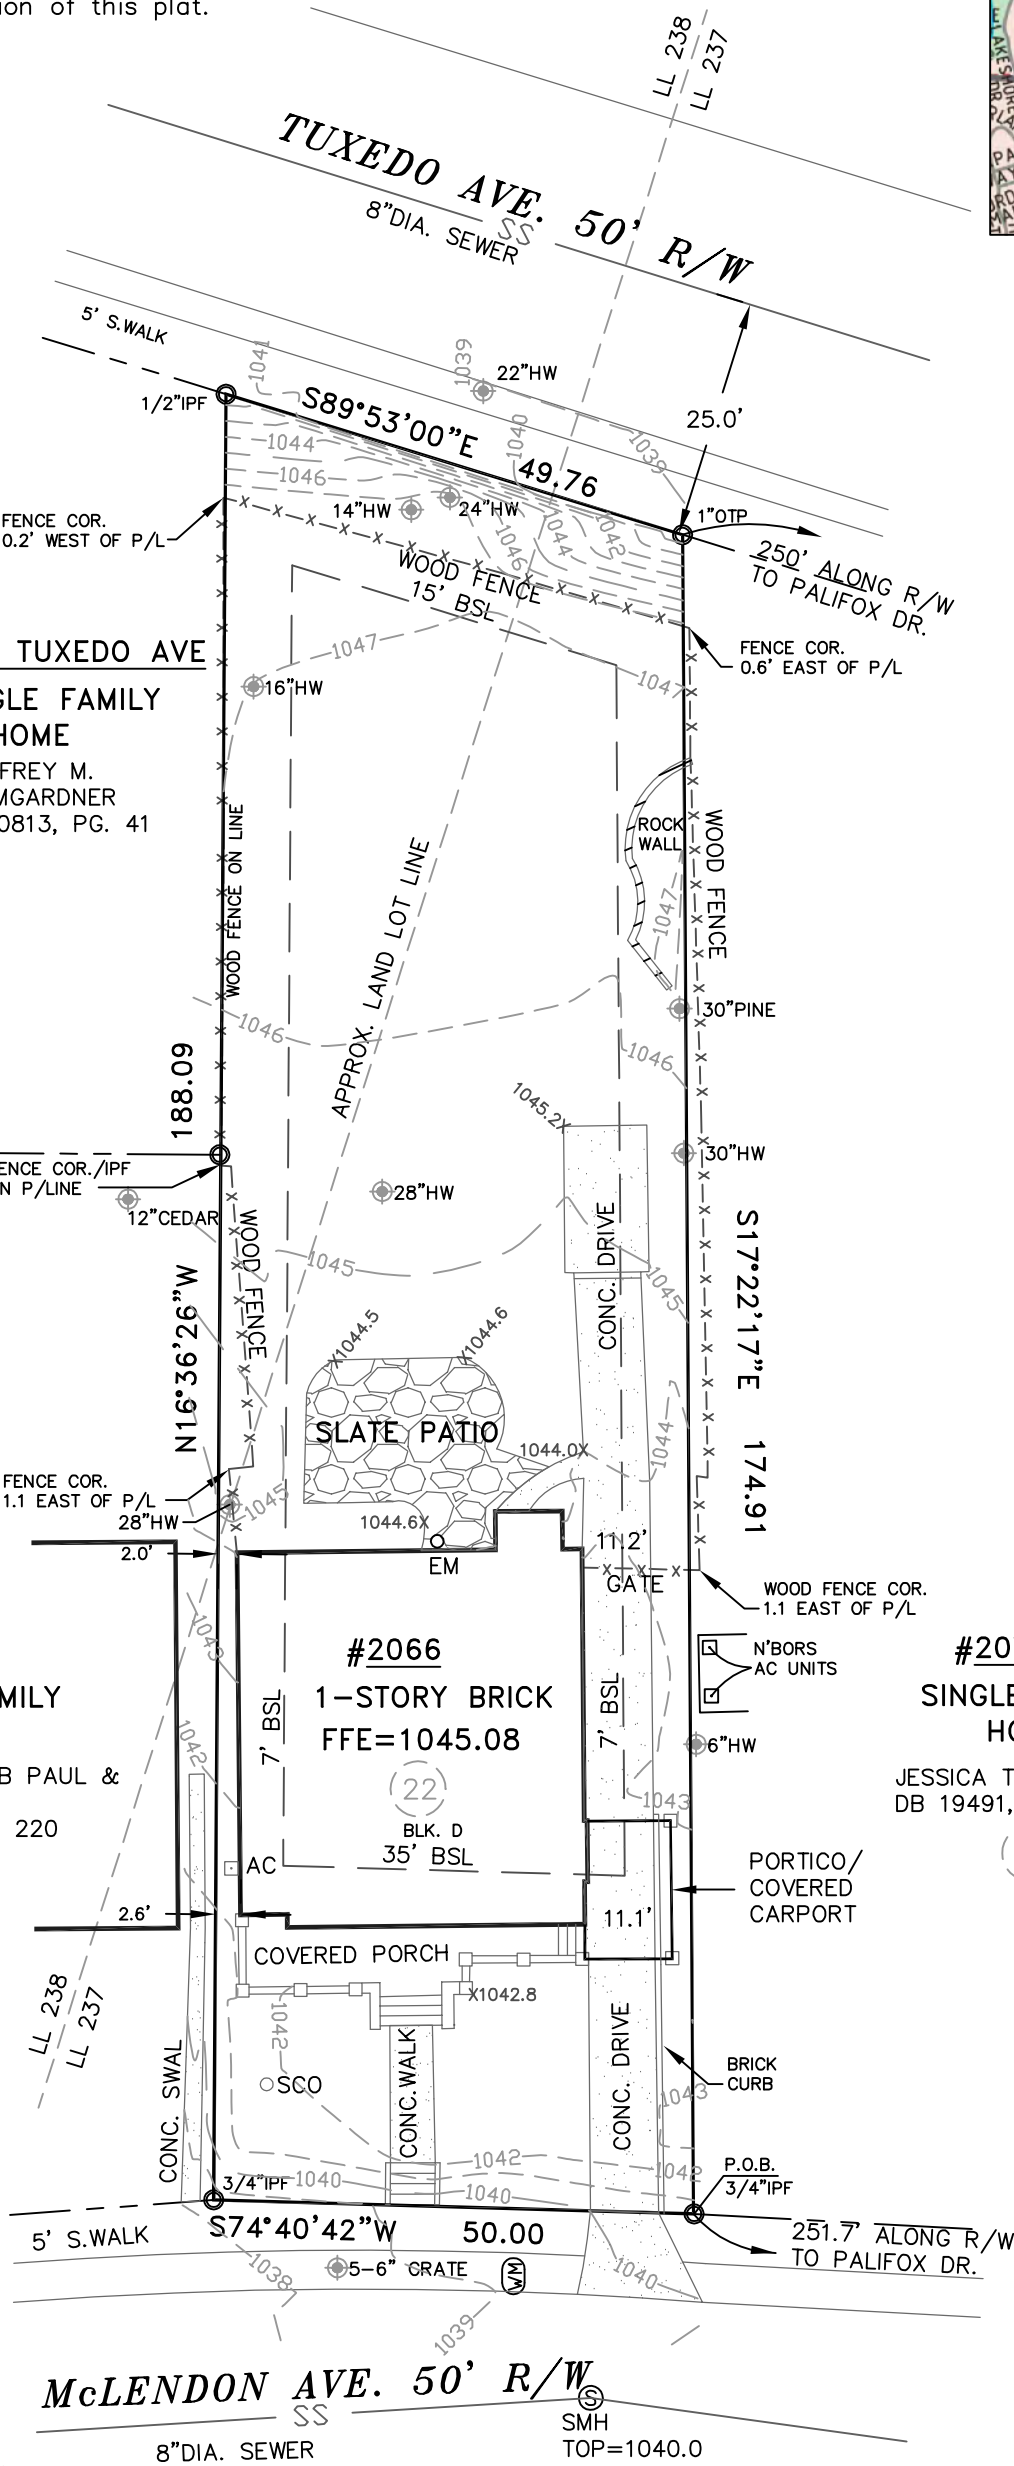 ion of this plat.
LL 238
LL 237
TUXEDO AVE. 50' R/W
8"DIA. SEWER
SS
5' S.WALK
1041
1039
22"HW
1/2"IPF
S89°53'00"E 49.76
25.0'
1040
1039
1044
1046
14"HW
24"HW
1046
1044
1042
1"OTP
FENCE COR.
0.2' WEST OF P/L
WOOD FENCE
15' BSL
250' ALONG R/W
TO PALIFOX DR.
1047
TUXEDO AVE
FENCE COR.
0.6' EAST OF P/L
1047
16"HW
GLE FAMILY
HOME
FREY M.
MGARDNER
0813, PG. 41
WOOD FENCE ON LINE
APPROX. LAND LOT LINE
ROCK
WALL
WOOD FENCE
1047
30"PINE
1046
1046
188.09
1045.2X
ENCE COR./IPF
N P/LINE
30"HW
28"HW
12"CEDAR
WOOD FENCE
1045
CONC. DRIVE
1045
S17°22'17"E 174.91
N16°36'26"W
X1044.5
X1044.6
SLATE PATIO
1044.0X
1044
FENCE COR.
1.1 EAST OF P/L
28"HW
1045
1044.6X
2.0'
EM
11.2'
GATE
WOOD FENCE COR.
1.1 EAST OF P/L
1043
#2066
1-STORY BRICK
FFE=1045.08
7' BSL
7' BSL
N'BORS
AC UNITS
#20
SINGLE
HO
MILY
1042
6"HW
22
BLK. D
35' BSL
1043
B PAUL &
220
JESSICA T
DB 19491,
AC
PORTICO/
COVERED
CARPORT
2.6'
11.1'
COVERED PORCH
X1042.8
LL 238
LL 237
1042
CONC. SWAL
SCO
CONC.WALK
CONC. DRIVE
BRICK
CURB
1043
1042
1042
3/4"IPF
1040
1040
P.O.B.
3/4"IPF
5' S.WALK
S74°40'42"W 50.00
251.7' ALONG R/W
TO PALIFOX DR.
1038
5-6" CRATE
WM
1040
1039
McLENDON AVE. 50' R/W
SS
S
SMH
TOP=1040.0
8"DIA. SEWER